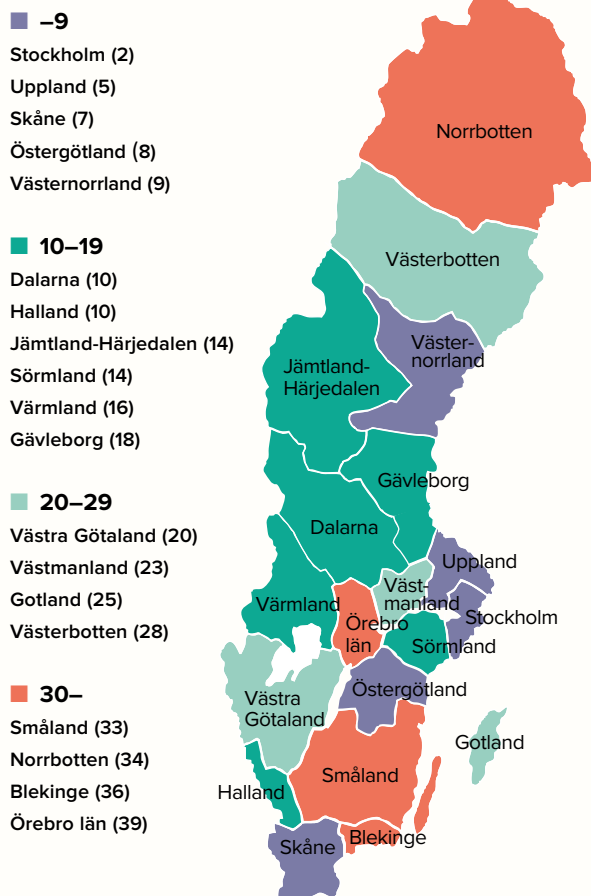 –9
Stockholm (2)
Uppland (5)
Skåne (7)
Östergötland (8)
Västernorrland (9)
10–19
Dalarna (10)
Halland (10)
Jämtland-Härjedalen (14)
Sörmland (14)
Värmland (16)
Gävleborg (18)
20–29
Västra Götaland (20)
Västmanland (23)
Gotland (25)
Västerbotten (28)
30–
Småland (33)
Norrbotten (34)
Blekinge (36)
Örebro län (39)
Norrbotten
Västerbotten
Väster-
norrland
Jämtland-
Härjedalen
Gävleborg
Dalarna
Uppland
Väst-
manland
Värmland
Stockholm
Örebro
län
Sörmland
Östergötland
Västra
Götaland
Gotland
Småland
Halland
Blekinge
Skåne